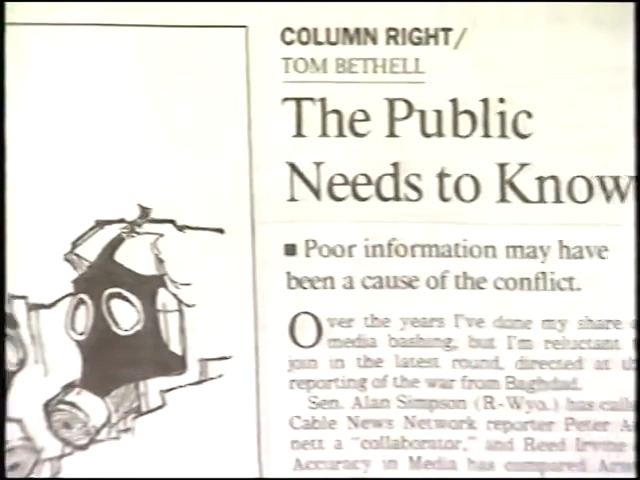 COLUMN RIGHT/
TOM BETHELL
The Public
Needs to Know
■ Poor information may have
been a cause of the conflict.
Over the years I've done my share
media bashing, but I'm reluctant
join in the latest round, directed at
reporting of the war from Baghdad.
Sen. Alan Simpson (R-Wyo.) has
Cable News Network reporter Peter
nett a "collaborator," and Reed Irvine
Accuracy in Media has compared